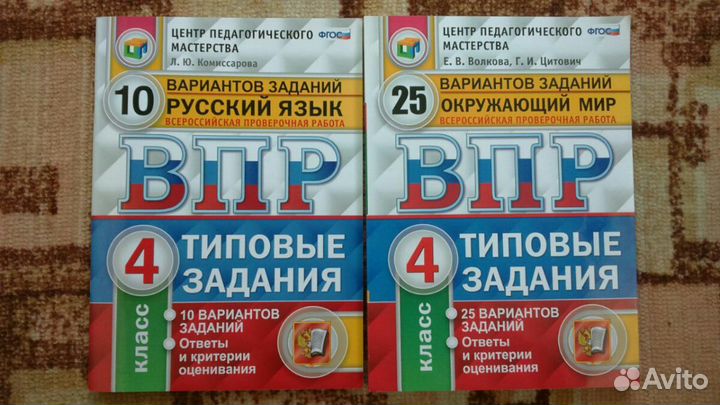 ЦЕНТР ПЕДАГОГИЧЕСКОГО
МАСТЕРСТВА
ФГОС
Л. Ю. Комиссарова
10
ВАРИАНТОВ ЗАДАНИЙ
РУССКИЙ ЯЗЫК
ВСЕРОССИЙСКАЯ ПРОВЕРОЧНАЯ РАБОТА
ВПР
4
КЛАСС
ТИПОВЫЕ
ЗАДАНИЯ
10 ВАРИАНТОВ
ЗАДАНИЙ
Ответы
и критерии
оценивания
ЦЕНТР ПЕДАГОГИЧЕСКОГО
МАСТЕРСТВА
ФГОС
Е. В. Волкова, Г. И. Цитович
25
ВАРИАНТОВ ЗАДАНИЙ
ОКРУЖАЮЩИЙ МИР
ВСЕРОССИЙСКАЯ ПРОВЕРОЧНАЯ РАБОТА
ВПР
4
КЛАСС
ТИПОВЫЕ
ЗАДАНИЯ
25 ВАРИАНТОВ
ЗАДАНИЙ
Ответы
и критерии
оценивания
Avito